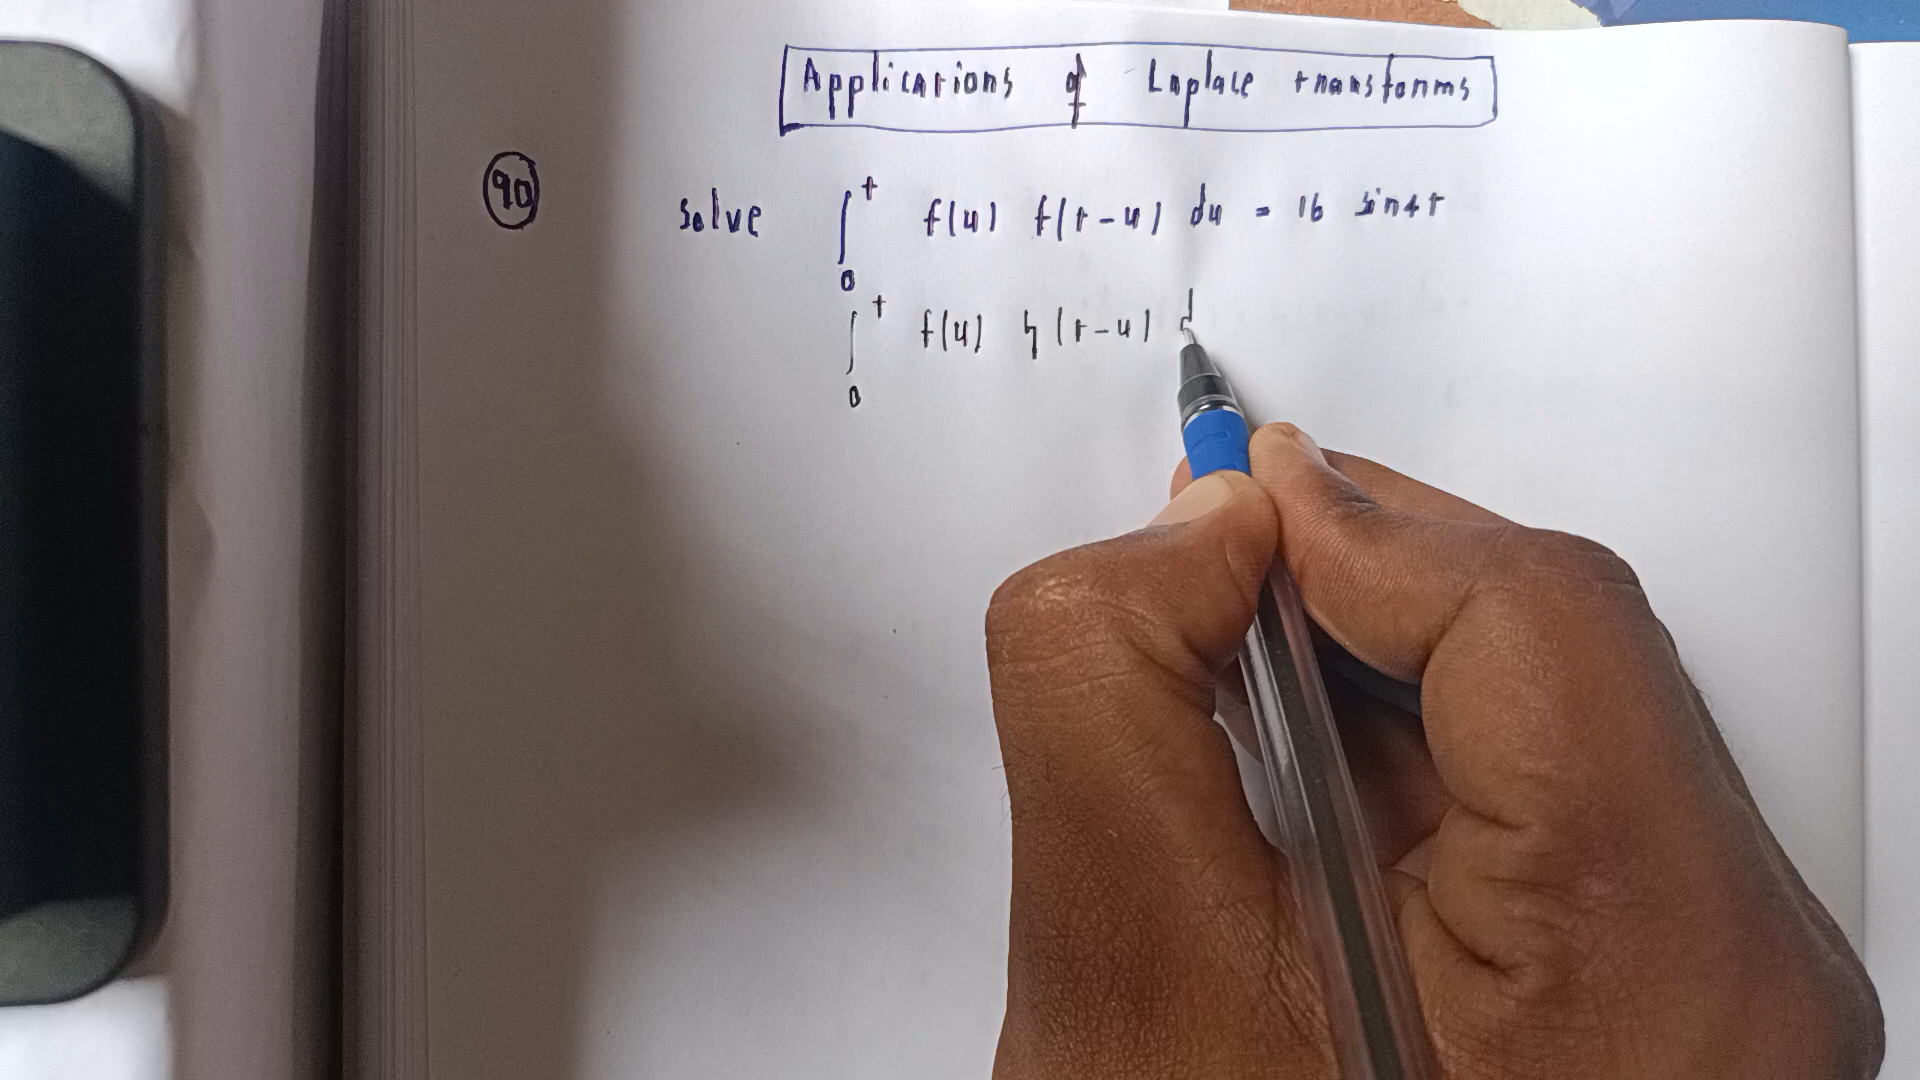 Applications of Laplace transforms
90
Solve ∫₀ᵗ f(u) f(t-u) du = 16 sin4t
∫₀ᵗ f(u) g(t-u) d